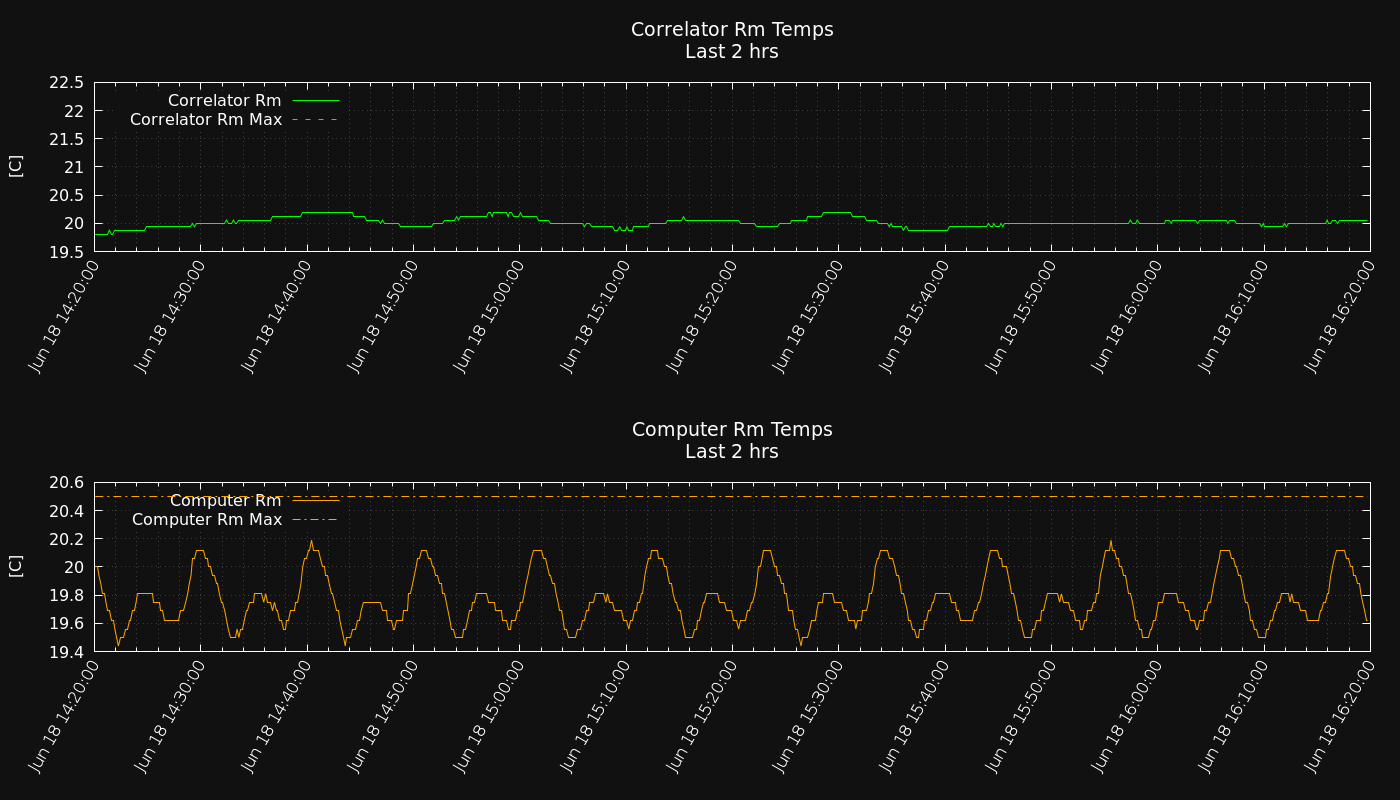 Correlator Rm Temps
Last 2 hrs
22.5
22
21.5
21
20.5
20
19.5
[C]
Correlator Rm
Correlator Rm Max
Jun 18 14:20:00
Jun 18 14:30:00
Jun 18 14:40:00
Jun 18 14:50:00
Jun 18 15:00:00
Jun 18 15:10:00
Jun 18 15:20:00
Jun 18 15:30:00
Jun 18 15:40:00
Jun 18 15:50:00
Jun 18 16:00:00
Jun 18 16:10:00
Jun 18 16:20:00
Computer Rm Temps
Last 2 hrs
20.6
20.4
20.2
20
19.8
19.6
19.4
[C]
Computer Rm
Computer Rm Max
Jun 18 14:20:00
Jun 18 14:30:00
Jun 18 14:40:00
Jun 18 14:50:00
Jun 18 15:00:00
Jun 18 15:10:00
Jun 18 15:20:00
Jun 18 15:30:00
Jun 18 15:40:00
Jun 18 15:50:00
Jun 18 16:00:00
Jun 18 16:10:00
Jun 18 16:20:00